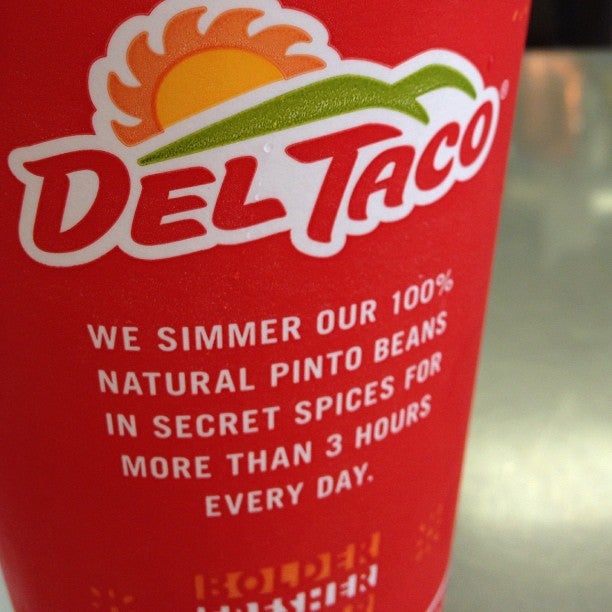 DEL TACO®
WE SIMMER OUR 100%
NATURAL PINTO BEANS
IN SECRET SPICES FOR
MORE THAN 3 HOURS
EVERY DAY.
BOLDER
FRESHER